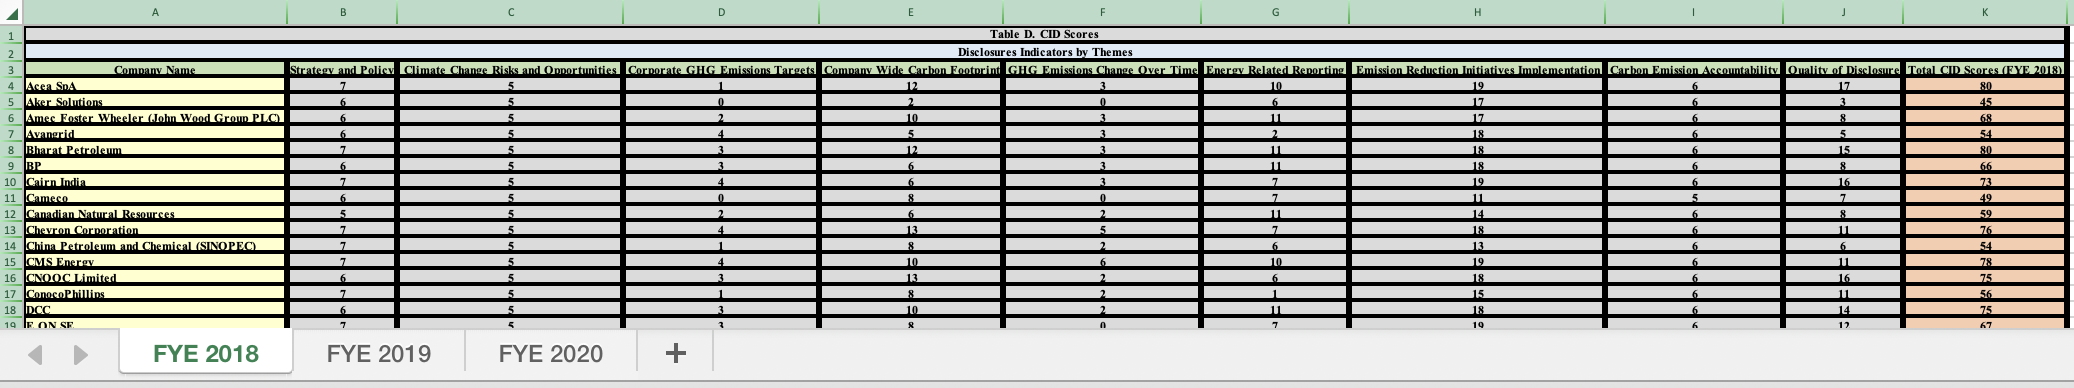 A B C D E F G H I J K
1 Table D. CID Scores
2 Disclosures Indicators by Themes
3 Company Name Strategy and Policy Climate Change Risks and Opportunities Corporate GHG Emissions Targets Company Wide Carbon Footprint GHG Emissions Change Over Time Energy Related Reporting Emission Reduction Initiatives Implementation Carbon Emission Accountability Quality of Disclosure Total CID Scores (FYE 2018)
4 Acea SpA 7 5 1 12 3 10 19 6 17 80
5 Aker Solutions 6 5 0 2 0 6 17 6 3 45
6 Amec Foster Wheeler (John Wood Group PLC) 6 5 2 10 3 11 17 6 8 68
7 Avangrid 6 5 4 5 3 2 18 6 5 54
8 Bharat Petroleum 7 5 3 12 3 11 18 6 15 80
9 BP 6 5 3 6 3 11 18 6 8 66
10 Cairn India 7 5 4 6 3 7 19 6 16 73
11 Cameco 6 5 0 8 0 7 11 5 7 49
12 Canadian Natural Resources 5 5 2 6 2 11 14 6 8 59
13 Chevron Corporation 7 5 4 13 5 7 18 6 11 76
14 China Petroleum and Chemical (SINOPEC) 7 5 1 8 2 6 13 6 6 54
15 CMS Energy 7 5 4 10 6 10 19 6 11 78
16 CNOOC Limited 6 5 3 13 2 6 18 6 16 75
17 ConocoPhillips 7 5 1 8 2 1 15 6 11 56
18 DCC 6 5 3 10 2 11 18 6 14 75
19 E.ON SE 7 5 3 8 0 7 19 6 12 67
FYE 2018 FYE 2019 FYE 2020 +